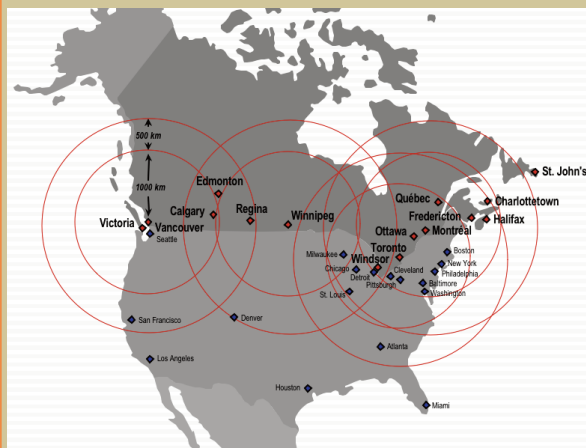 500 km
1000 km
St. John's
Edmonton
Québec
Charlottetown
Calgary
Regina
Winnipeg
Fredericton
Halifax
Victoria
Vancouver
Ottawa
Montréal
Seattle
Toronto
Milwaukee
Windsor
Boston
Chicago
New York
Detroit
Cleveland
Philadelphia
Pittsburgh
Baltimore
St. Louis
Washington
San Francisco
Denver
Atlanta
Los Angeles
Houston
Miami